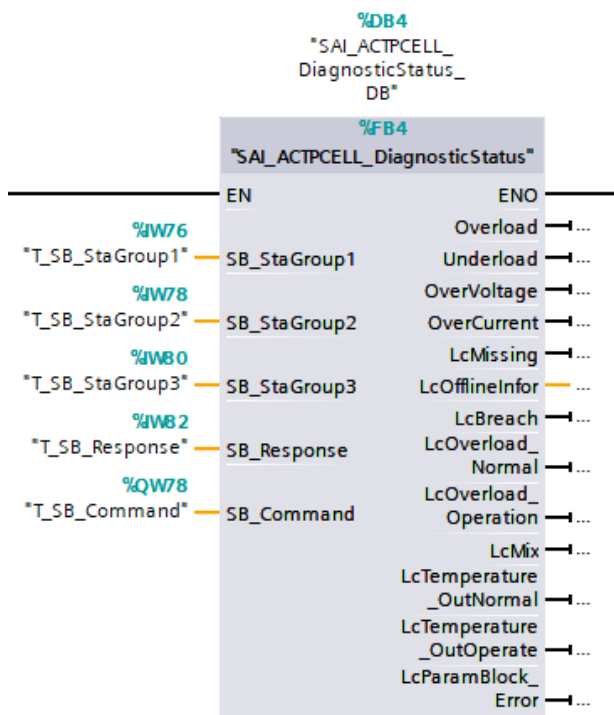 %DB4
"SAI_ACTPCELL_
DiagnosticStatus_
DB"
%FB4
"SAI_ACTPCELL_DiagnosticStatus"
EN ENO
Overload ...
%IW76
"T_SB_StaGroup1" SB_StaGroup1 Underload ...
OverVoltage ...
%IW78
"T_SB_StaGroup2" SB_StaGroup2 OverCurrent ...
LcMissing ...
%IW80
"T_SB_StaGroup3" SB_StaGroup3 LcOfflineInfor ...
LcBreach ...
%IW82
"T_SB_Response" SB_Response
LcOverload_
Normal ...
%QW78
"T_SB_Command" SB_Command
LcOverload_
Operation ...
LcMix ...
LcTemperature
_OutNormal ...
LcTemperature
_OutOperate ...
LcParamBlock_
Error ...